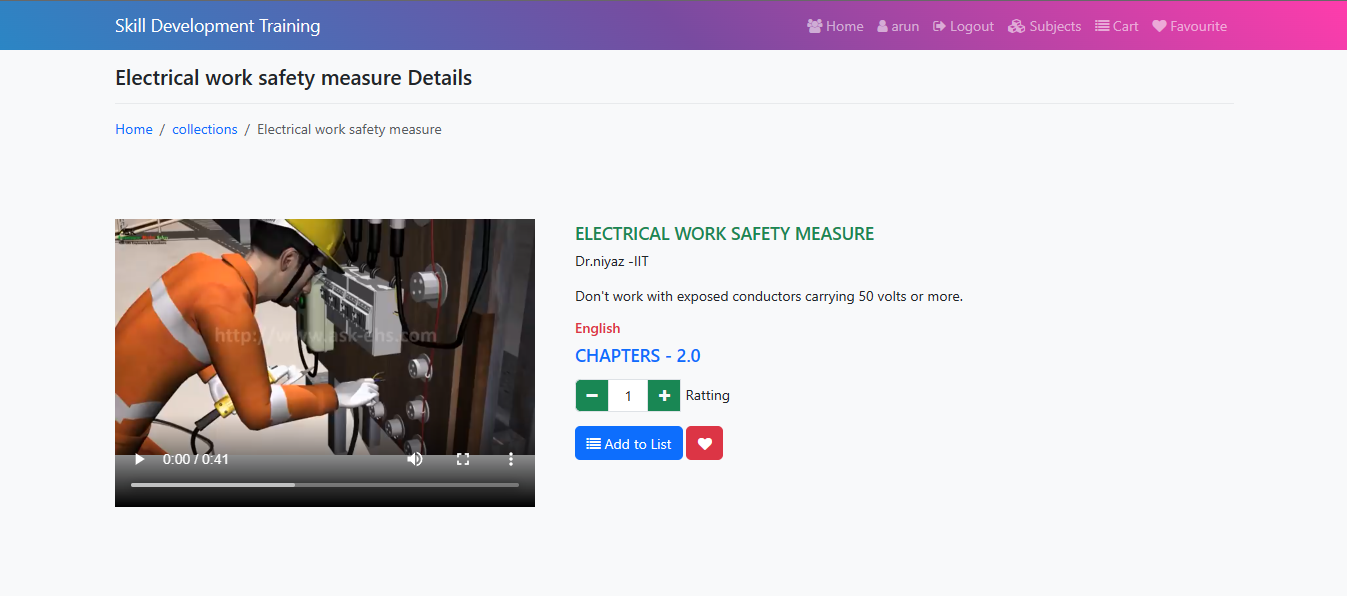 Skill Development Training
Home arun Logout Subjects Cart Favourite
Electrical work safety measure Details
Home / collections / Electrical work safety measure
http://www.ask-ehs.com
0:00 / 0:41
ELECTRICAL WORK SAFETY MEASURE
Dr.niyaz -IIT
Don't work with exposed conductors carrying 50 volts or more.
English
CHAPTERS - 2.0
1 Ratting
Add to List